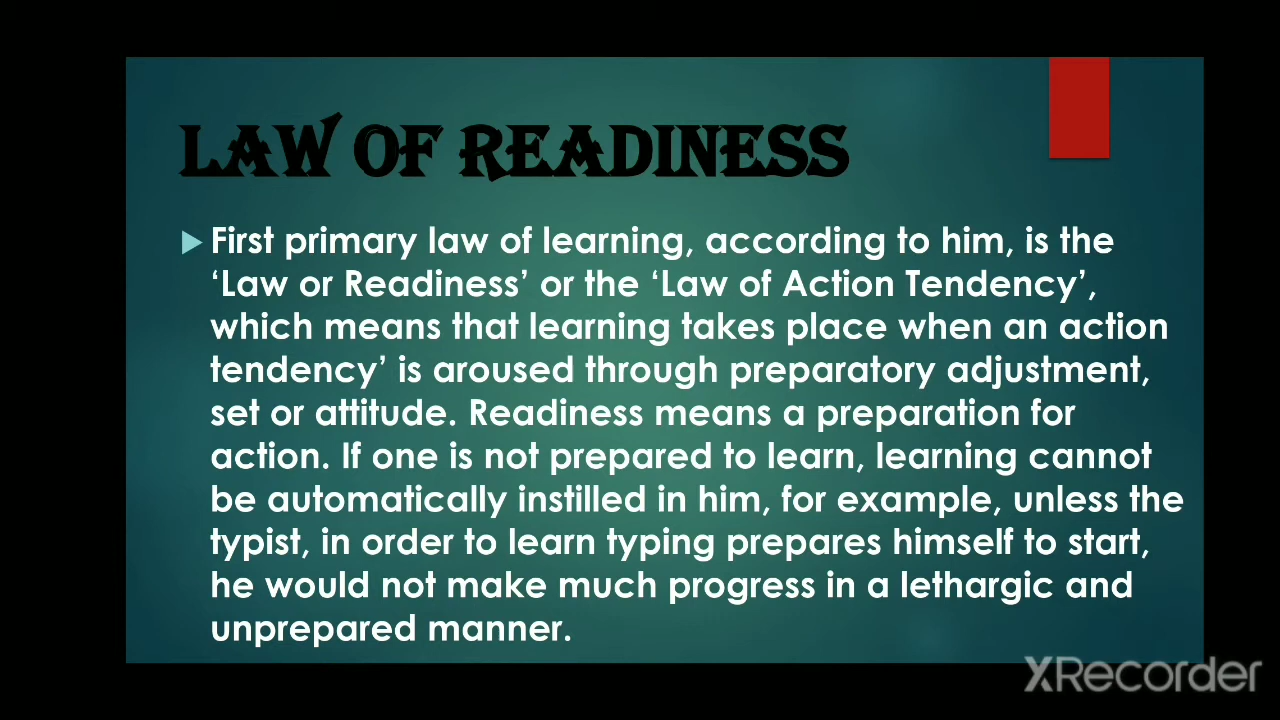 LAW OF READINESS
First primary law of learning, according to him, is the
‘Law or Readiness’ or the ‘Law of Action Tendency’,
which means that learning takes place when an action
tendency’ is aroused through preparatory adjustment,
set or attitude. Readiness means a preparation for
action. If one is not prepared to learn, learning cannot
be automatically instilled in him, for example, unless the
typist, in order to learn typing prepares himself to start,
he would not make much progress in a lethargic and
unprepared manner.
XRecorder